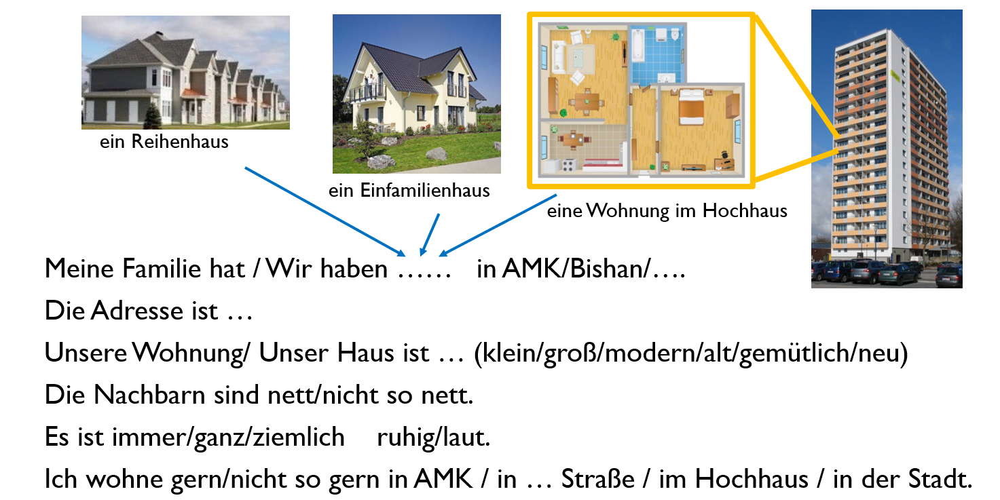 ein Reihenhaus
ein Einfamilienhaus
eine Wohnung im Hochhaus
Meine Familie hat / Wir haben …… in AMK/Bishan/….
Die Adresse ist …
Unsere Wohnung/ Unser Haus ist … (klein/groß/modern/alt/gemütlich/neu)
Die Nachbarn sind nett/nicht so nett.
Es ist immer/ganz/ziemlich ruhig/laut.
Ich wohne gern/nicht so gern in AMK / in … Straße / im Hochhaus / in der Stadt.